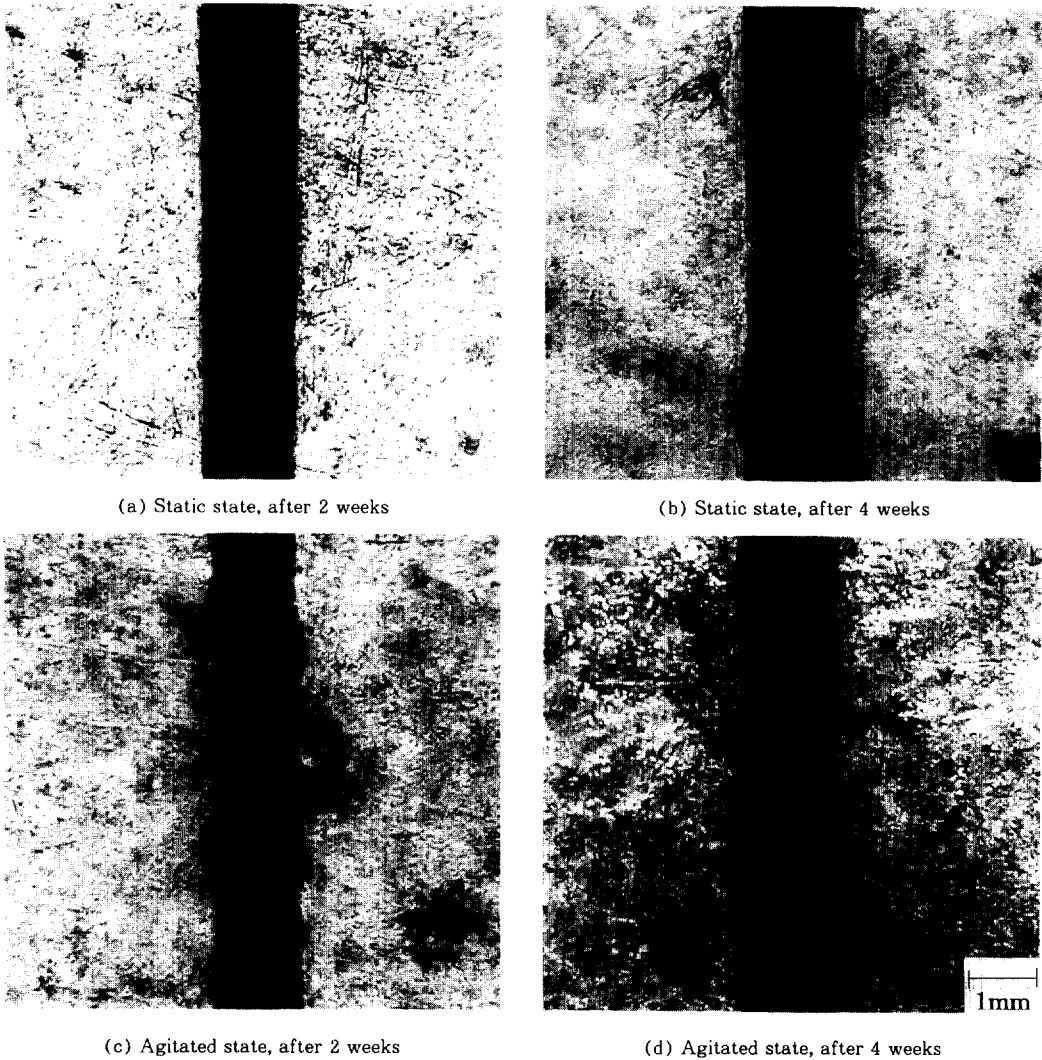 (a) Static state, after 2 weeks
(b) Static state, after 4 weeks
1mm
(c) Agitated state, after 2 weeks
(d) Agitated state, after 4 weeks